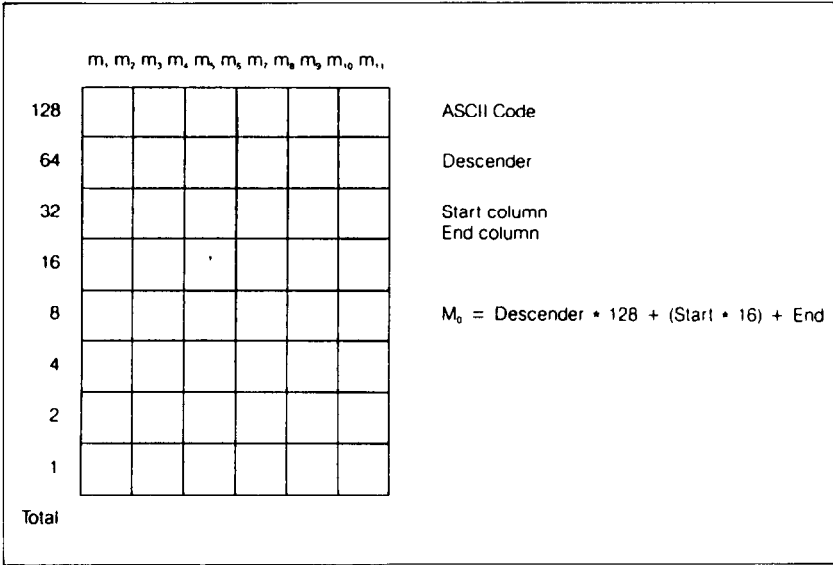 m₁ m₂ m₃ m₄ m₅ m₆ m₇ m₈ m₉ m₁₀ m₁₁
128
ASCII Code
64
Descender
32
Start column
End column
16
8
M₀ = Descender * 128 + (Start * 16) + End
4
2
1
Total